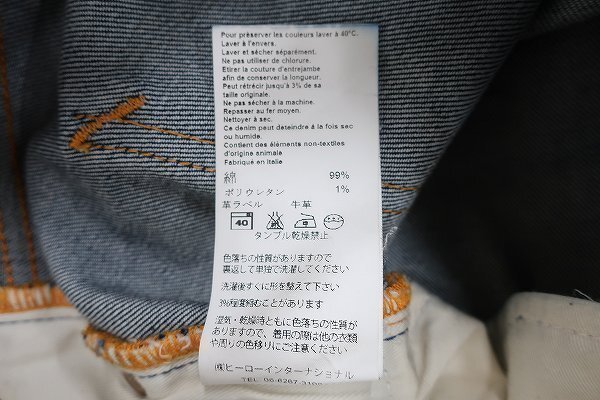 Pour préserver les couleurs laver à 40°C.
Laver à l'envers.
Laver et sécher séparément.
Ne pas utiliser de chlorure.
Etirer la couture d'entrejambe
afin de conserver la longueur.
Peut rétrécir jusqu'à 3% de sa
taille originale.
Ne pas sécher à la machine.
Repasser au fer moyen.
Nettoyer à sec.
Ce denim peut deteindre à la fois sec
ou humide.
Contient des éléments non-textiles
d'origine animale
Fabriqué en Italie
綿 99%
ポリウレタン 1%
革ラベル 牛革
40
タンブル乾燥禁止
色落ちの性質がありますので
裏返して単独で洗濯してください
洗濯後すぐに形を整えて下さい
3%程度縮むことがあります
湿気・乾燥時ともに色落ちの性質が
ありますので、着用の際は他の衣類
や周りの色移りにご注意ください
㈱ヒーローインターナショナル
TEL 06-6267